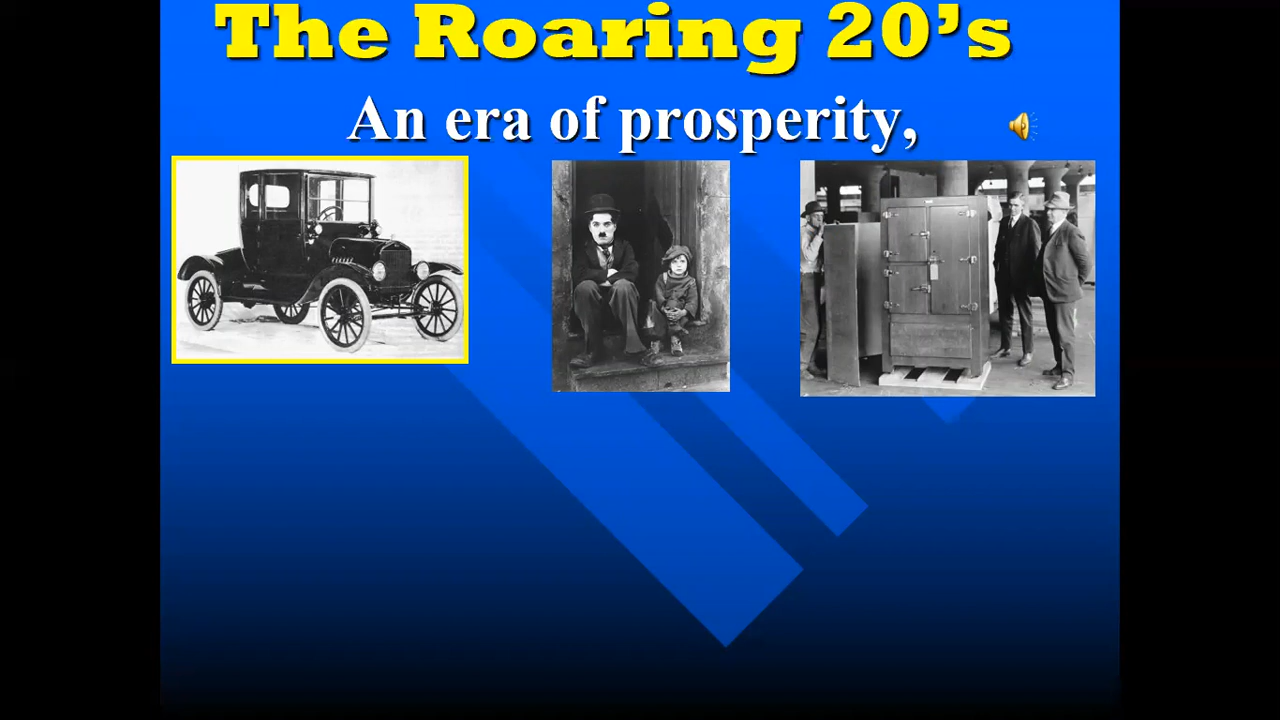 The Roaring 20’s
An era of prosperity,